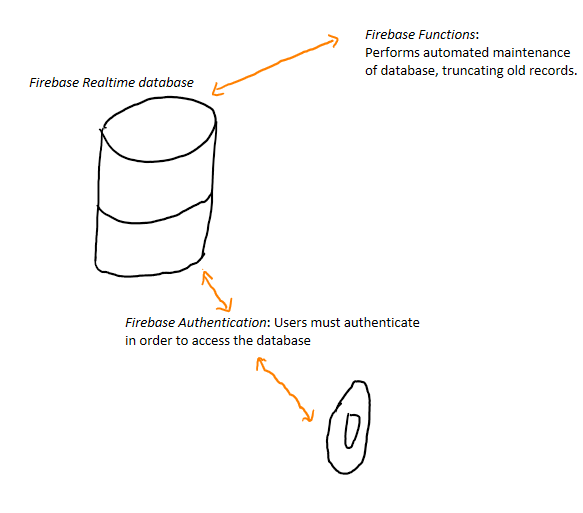 Firebase Functions:
Performs automated maintenance
of database, truncating old records.
Firebase Realtime database
Firebase Authentication: Users must authenticate
in order to access the database